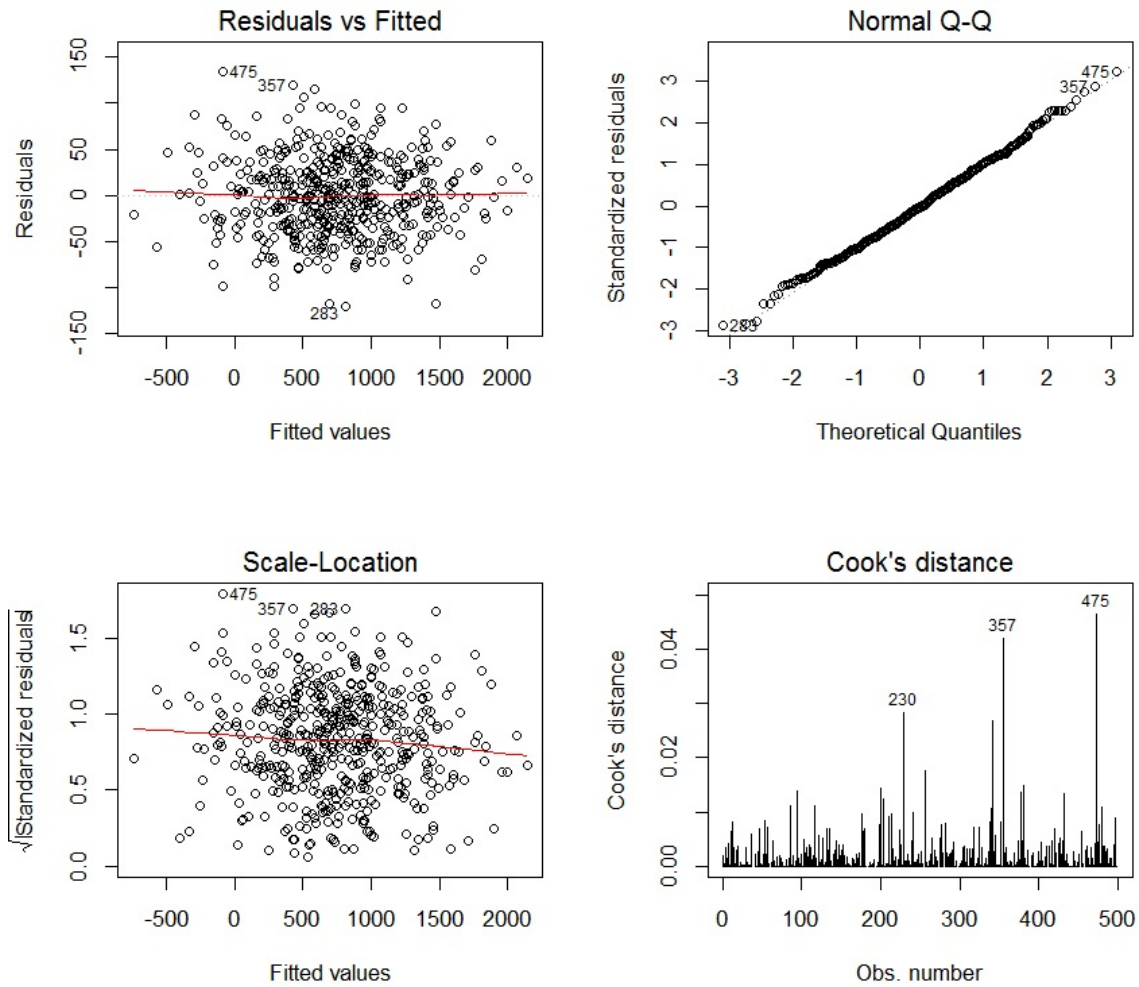 Residuals vs Fitted
Residuals
150
50
0
-50
-150
475
357
283
-500 0 500 1000 1500 2000
Fitted values
Normal Q-Q
Standardized residuals
3
2
1
0
-1
-2
-3
475
357
283
-3 -2 -1 0 1 2 3
Theoretical Quantiles
Scale-Location
√|Standardized residuals|
1.5
1.0
0.5
0.0
475
357
283
-500 0 500 1000 1500 2000
Fitted values
Cook's distance
Cook's distance
0.04
0.02
0.00
475
357
230
0 100 200 300 400 500
Obs. number